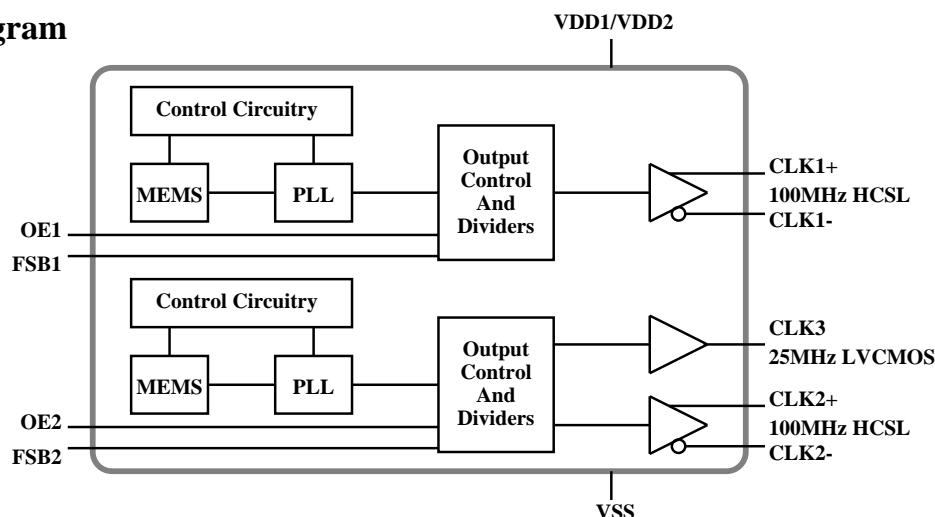 gram
VDD1/VDD2
Control Circuitry
MEMS
PLL
Output
Control
And
Dividers
CLK1+
100MHz HCSL
CLK1-
OE1
FSB1
Control Circuitry
MEMS
PLL
Output
Control
And
Dividers
CLK3
25MHz LVCMOS
CLK2+
100MHz HCSL
CLK2-
OE2
FSB2
VSS